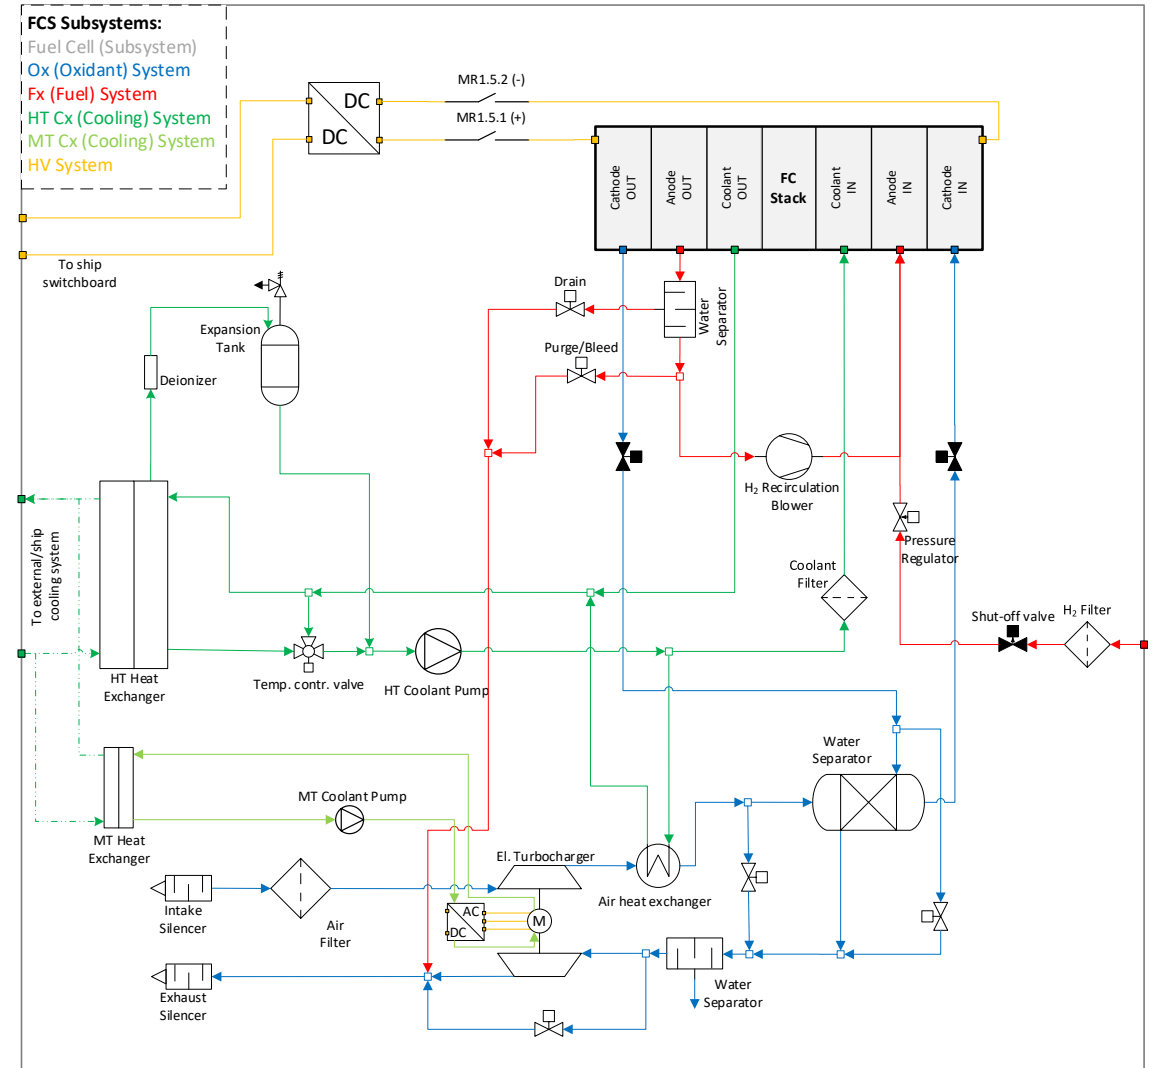 FCS Subsystems:
Fuel Cell (Subsystem)
Ox (Oxidant) System
Fx (Fuel) System
HT Cx (Cooling) System
MT Cx (Cooling) System
HV System
DC
DC
MR1.5.2 (-)
MR1.5.1 (+)
Cathode
OUT
Anode
OUT
Coolant
OUT
FC
Stack
Coolant
IN
Anode
IN
Cathode
IN
To ship
switchboard
Drain
Water
Separator
Expansion
Tank
Purge/Bleed
Deionizer
H2 Recirculation
Blower
Pressure
Regulator
To external/ship
cooling system
Coolant
Filter
Shut-off valve
H2 Filter
HT Heat
Exchanger
Temp. contr. valve
HT Coolant Pump
Water
Separator
MT Coolant Pump
MT Heat
Exchanger
El. Turbocharger
Air heat exchanger
Intake
Silencer
Air
Filter
AC
DC
M
Exhaust
Silencer
Water
Separator